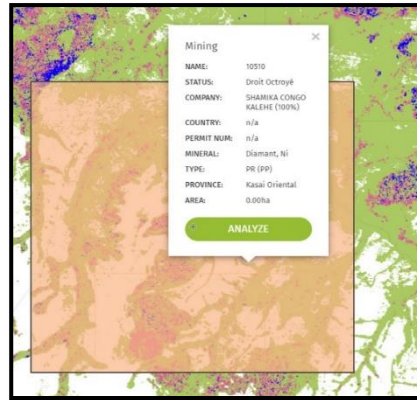 Mining
NAME: 10510
STATUS: Droit Octroyé
COMPANY: SHAMIKA CONGO
KALEHE (100%)
COUNTRY: n/a
PERMIT NUM: n/a
MINERAL: Diamant, Ni
TYPE: PR (PP)
PROVINCE: Kasai Oriental
AREA: 0.00ha
ANALYZE